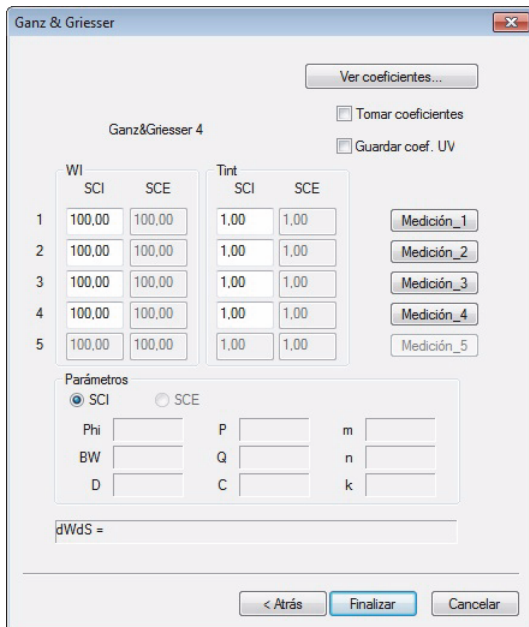 Ganz & Griesser
Ver coeficientes...
Tomar coeficientes
Ganz&Griesser 4
Guardar coef. UV
WI Tint
SCI SCE SCI SCE
1 100,00 100,00 1,00 1,00 Medición_1
2 100,00 100,00 1,00 1,00 Medición_2
3 100,00 100,00 1,00 1,00 Medición_3
4 100,00 100,00 1,00 1,00 Medición_4
5 100,00 100,00 1,00 1,00 Medición_5
Parámetros
SCI SCE
Phi P m
BW Q n
D C k
dWdS =
< Atrás Finalizar Cancelar